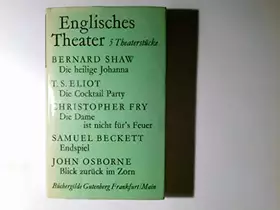 Englisches
Theater 5 Theaterstücke
BERNARD SHAW
Die heilige Johanna
T. S. ELIOT
Die Cocktail Party
CHRISTOPHER FRY
Die Dame
ist nicht für's Feuer
SAMUEL BECKETT
Endspiel
JOHN OSBORNE
Blick zurück im Zorn
Büchergilde Gutenberg Frankfurt/Main